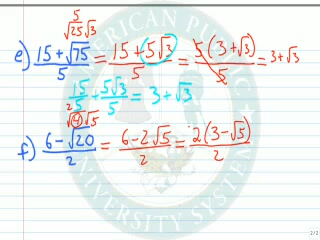 5
√25 √3
e) (15+√75)/5 = (15+5√3)/5 = 5(3+√3)/5 = 3+√3
15/5 + 5√3/5 = 3+√3
2
√4 √5
f) (6-√20)/2 = (6-2√5)/2 = 2(3-√5)/2
AMERICAN PUBLIC UNIVERSITY SYSTEM
2/2